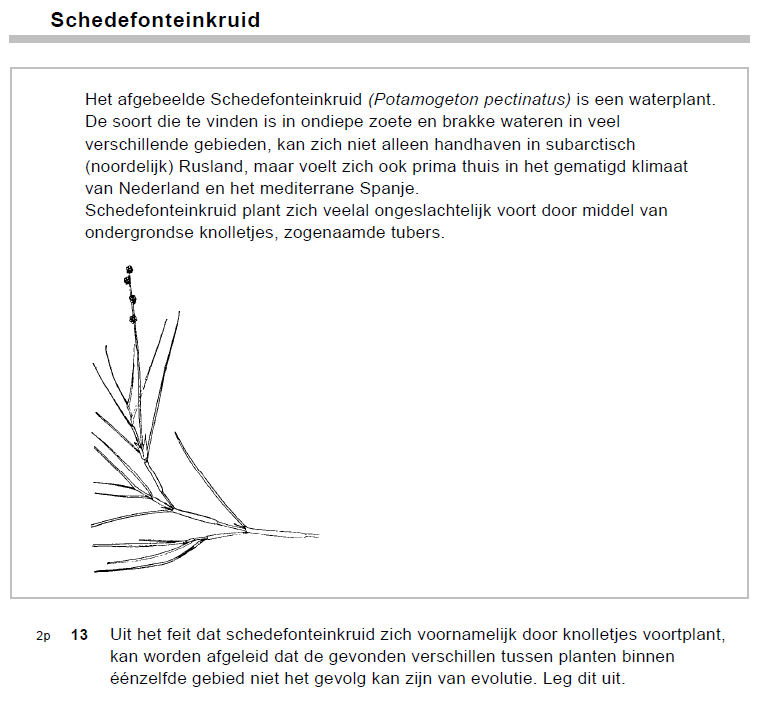 Schedefonteinkruid
Het afgebeelde Schedefonteinkruid (Potamogeton pectinatus) is een waterplant.
De soort die te vinden is in ondiepe zoete en brakke wateren in veel
verschillende gebieden, kan zich niet alleen handhaven in subarctisch
(noordelijk) Rusland, maar voelt zich ook prima thuis in het gematigd klimaat
van Nederland en het mediterrane Spanje.
Schedefonteinkruid plant zich veelal ongeslachtelijk voort door middel van
ondergrondse knolletjes, zogenaamde tubers.
2p 13 Uit het feit dat schedefonteinkruid zich voornamelijk door knolletjes voortplant,
kan worden afgeleid dat de gevonden verschillen tussen planten binnen
éénzelfde gebied niet het gevolg kan zijn van evolutie. Leg dit uit.